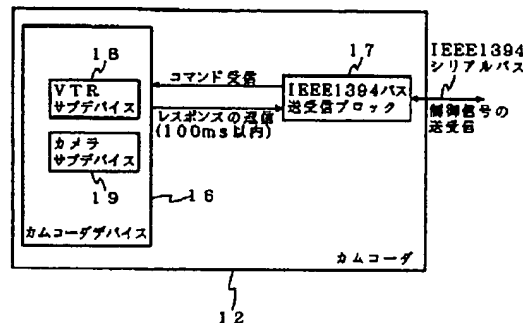 18
VTR
サブデバイス
カメラ
サブデバイス
19
16
カムコーダデバイス
コマンド受信
レスポンスの返信
(100ms以内)
17
IEEE1394バス
送受信ブロック
IEEE1394
シリアルバス
制御信号の
送受信
カムコーダ
12